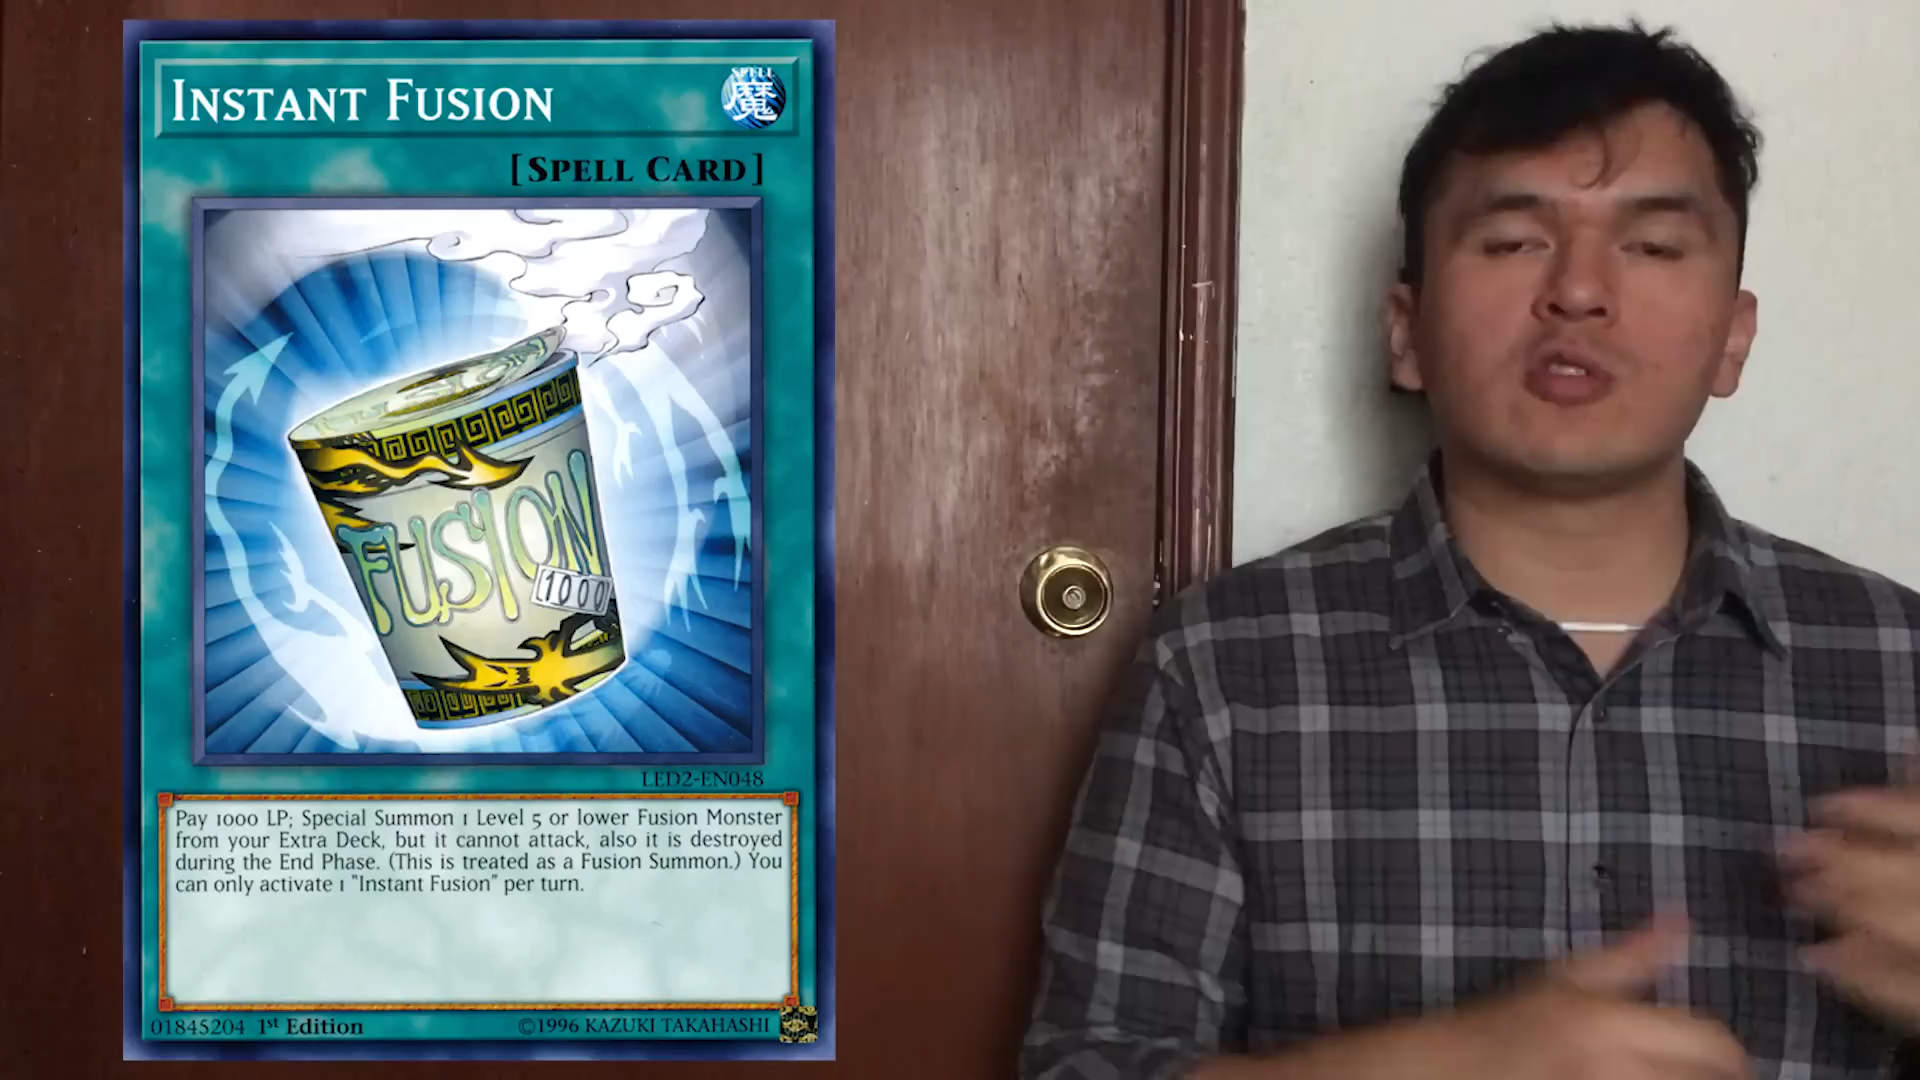 INSTANT FUSION
SPELL
魔
[SPELL CARD]
FUSION
FUSION
1000
LED2-EN048
Pay 1000 LP; Special Summon 1 Level 5 or lower Fusion Monster
from your Extra Deck, but it cannot attack, also it is destroyed
during the End Phase. (This is treated as a Fusion Summon.) You
can only activate 1 "Instant Fusion" per turn.
01845204 1st Edition
©1996 KAZUKI TAKAHASHI